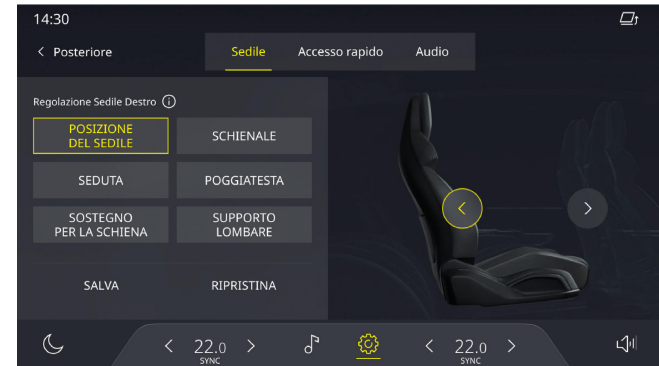 14:30
Posteriore
Sedile
Accesso rapido
Audio
Regolazione Sedile Destro
POSIZIONE
DEL SEDILE
SCHIENALE
SEDUTA
POGGIATESTA
SOSTEGNO
PER LA SCHIENA
SUPPORTO
LOMBARE
SALVA
RIPRISTINA
22.0
SYNC
22.0
SYNC